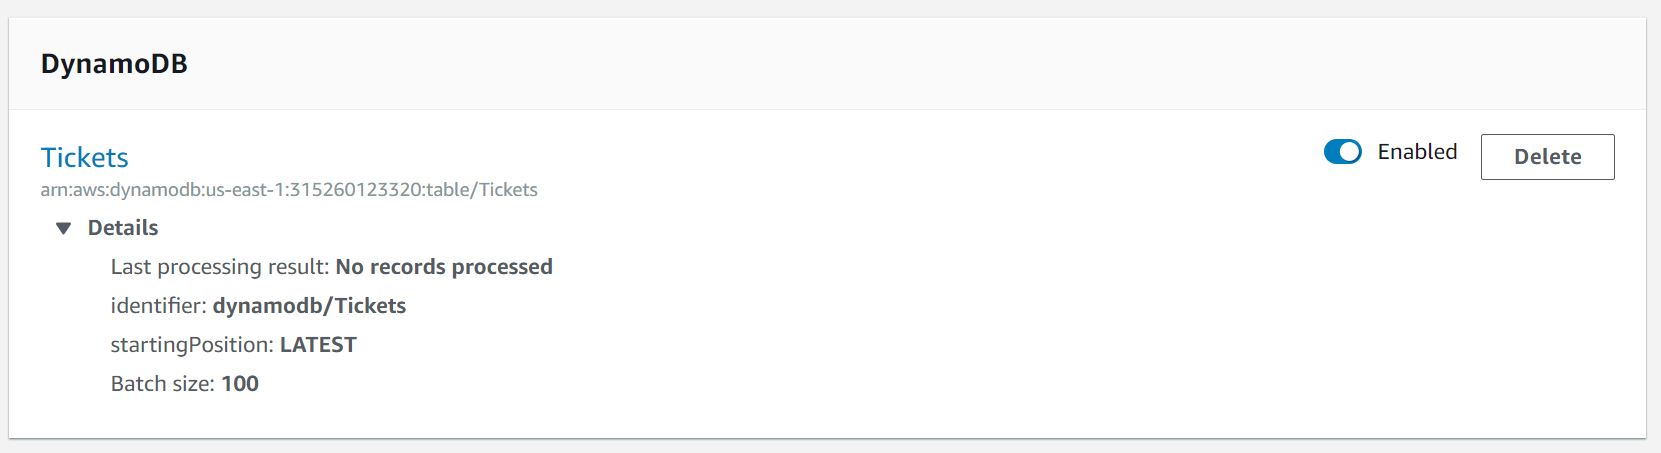 DynamoDB
Tickets
Enabled
Delete
arn:aws:dynamodb:us-east-1:315260123320:table/Tickets
Details
Last processing result: No records processed
identifier: dynamodb/Tickets
startingPosition: LATEST
Batch size: 100